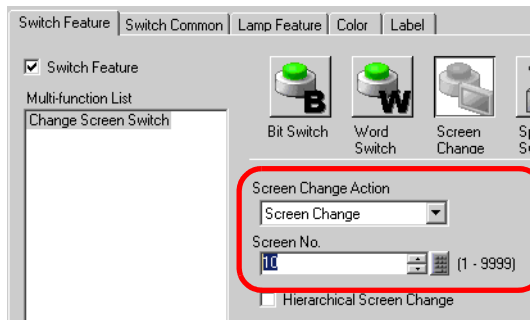 Switch Feature Switch Common Lamp Feature Color Label
Switch Feature
Multi-function List
Change Screen Switch
B W
Bit Switch Word Switch Screen Change
Screen Change Action
Screen Change
Screen No.
10 (1 - 9999)
Hierarchical Screen Change